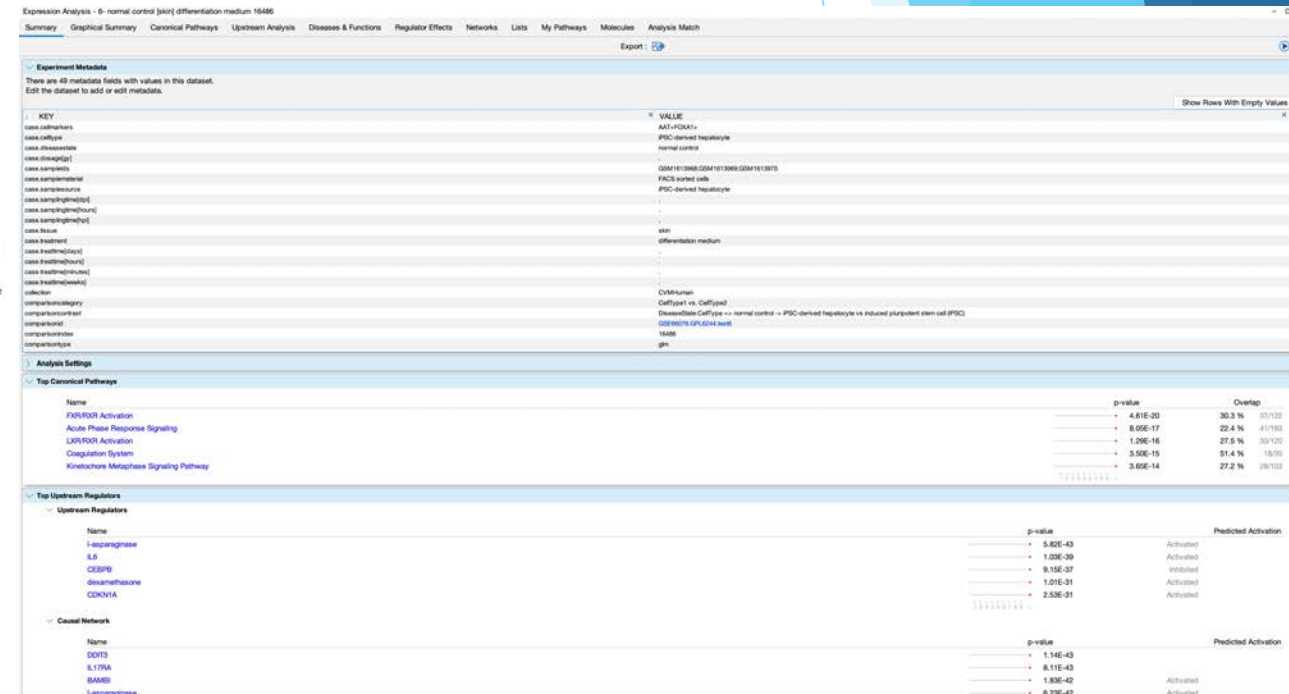 Expression Analysis - 6- normal control [skin] differentiation medium 16486
Summary Graphical Summary Canonical Pathways Upstream Analysis Diseases & Functions Regulator Effects Networks Lists My Pathways Molecules Analysis Match
Export :
Experiment Metadata
There are 49 metadata fields with values in this dataset.
Edit the dataset to add or edit metadata.
Show Rows With Empty Values
KEY × VALUE ×
case.cellmarkers AAT+FOXA1+
case.celltype iPSC-derived hepatocyte
case.diseasestate normal control
case.dosage[gy] .
case.sampleids GSM1613968;GSM1613969;GSM1613970
case.samplematerial FACS sorted cells
case.samplesource iPSC-derived hepatocyte
case.samplingtime[dpi] .
case.samplingtime[hours] .
case.samplingtime[hpi] .
case.tissue skin
case.treatment differentiation medium
case.treattime[days] .
case.treattime[hours] .
case.treattime[minutes] .
case.treattime[weeks] .
collection CVMHuman
comparisoncategory CellType1 vs. CellType2
comparisoncontrast DiseaseState:CellType => normal control -> iPSC-derived hepatocyte vs induced pluripotent stem cell (iPSC)
comparisonid GSE66076.GPL6244.test6
comparisonindex 16486
comparisontype glm
Analysis Settings
Top Canonical Pathways
Name p-value Overlap
FXR/RXR Activation 4.61E-20 30.3 % 37/122
Acute Phase Response Signaling 8.05E-17 22.4 % 41/183
LXR/RXR Activation 1.29E-16 27.5 % 33/120
Coagulation System 3.50E-15 51.4 % 18/35
Kinetochore Metaphase Signaling Pathway 3.65E-14 27.2 % 28/103
Top Upstream Regulators
Upstream Regulators
Name p-value Predicted Activation
l-asparaginase 5.82E-43 Activated
IL6 1.03E-39 Activated
CEBPB 9.15E-37 Inhibited
dexamethasone 1.01E-31 Activated
CDKN1A 2.53E-31 Activated
Causal Network
Name p-value Predicted Activation
DDIT3 1.14E-43
IL17RA 8.11E-43
BAMBI 1.83E-42 Activated
l-asparaginase 6.23E-42 Activated